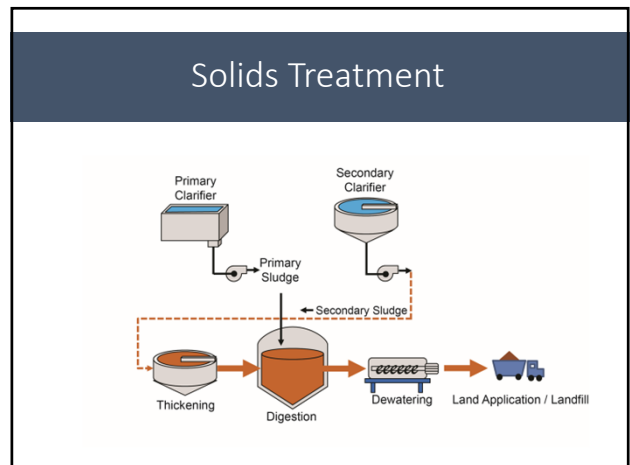 Solids Treatment
Primary
Clarifier
Secondary
Clarifier
Primary
Sludge
Secondary Sludge
Thickening
Digestion
Dewatering
Land Application / Landfill